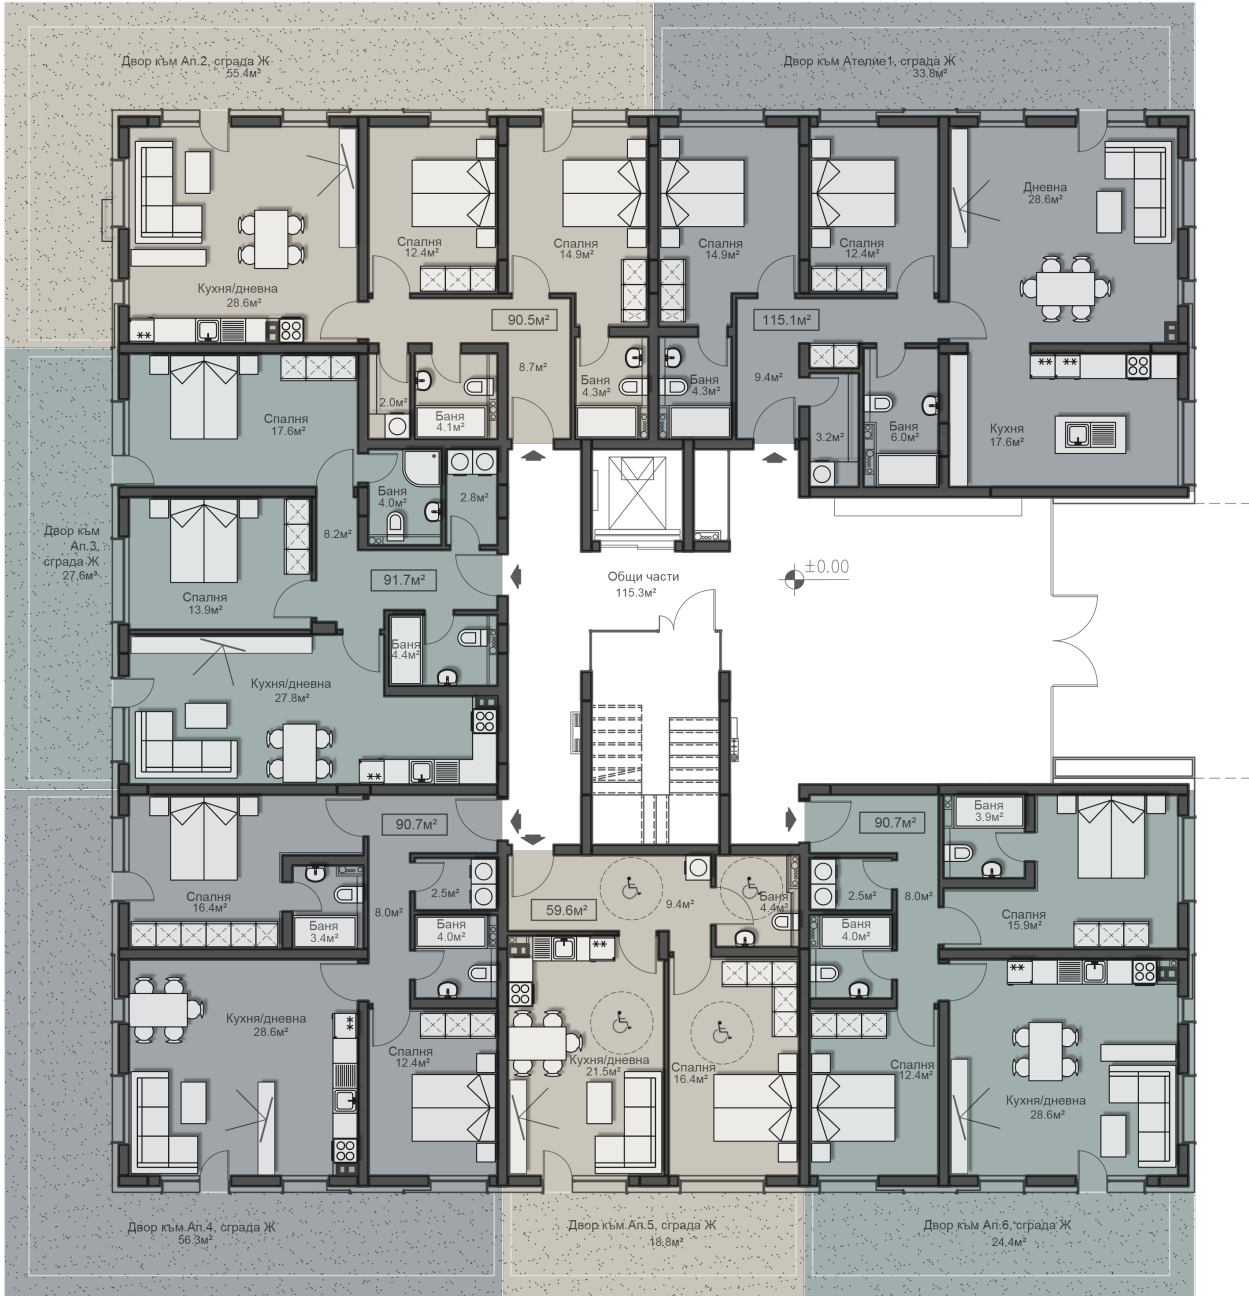 Двор към Ап.2, сграда Ж
55.4м²
Двор към Ателие1, сграда Ж
33.8м²
Кухня/дневна
28.6м²
Спалня
12.4м²
Спалня
14.9м²
Спалня
14.9м²
Спалня
12.4м²
Дневна
28.6м²
90.5м²
115.1м²
8.7м²
9.4м²
2.0м²
Баня
4.1м²
Баня
4.3м²
Баня
4.3м²
3.2м²
Баня
6.0м²
Кухня
17.6м²
Спалня
17.6м²
Баня
4.0м²
2.8м²
8.2м²
Двор към
Ап.3,
сграда Ж
27.6м²
Спалня
13.9м²
91.7м²
Общи части
115.3м²
±0.00
Баня
4.4м²
Кухня/дневна
27.8м²
90.7м²
Спалня
16.4м²
Баня
3.4м²
8.0м²
2.5м²
Баня
4.0м²
59.6м²
9.4м²
Баня
4.4м²
90.7м²
2.5м²
8.0м²
Баня
3.9м²
Баня
4.0м²
Спалня
15.9м²
Кухня/дневна
28.6м²
Спалня
12.4м²
Кухня/дневна
21.5м²
Спалня
16.4м²
Спалня
12.4м²
Кухня/дневна
28.6м²
Двор към Ап.4, сграда Ж
56.3м²
Двор към Ап.5, сграда Ж
18.8м²
Двор към Ап.6, сграда Ж
24.4м²